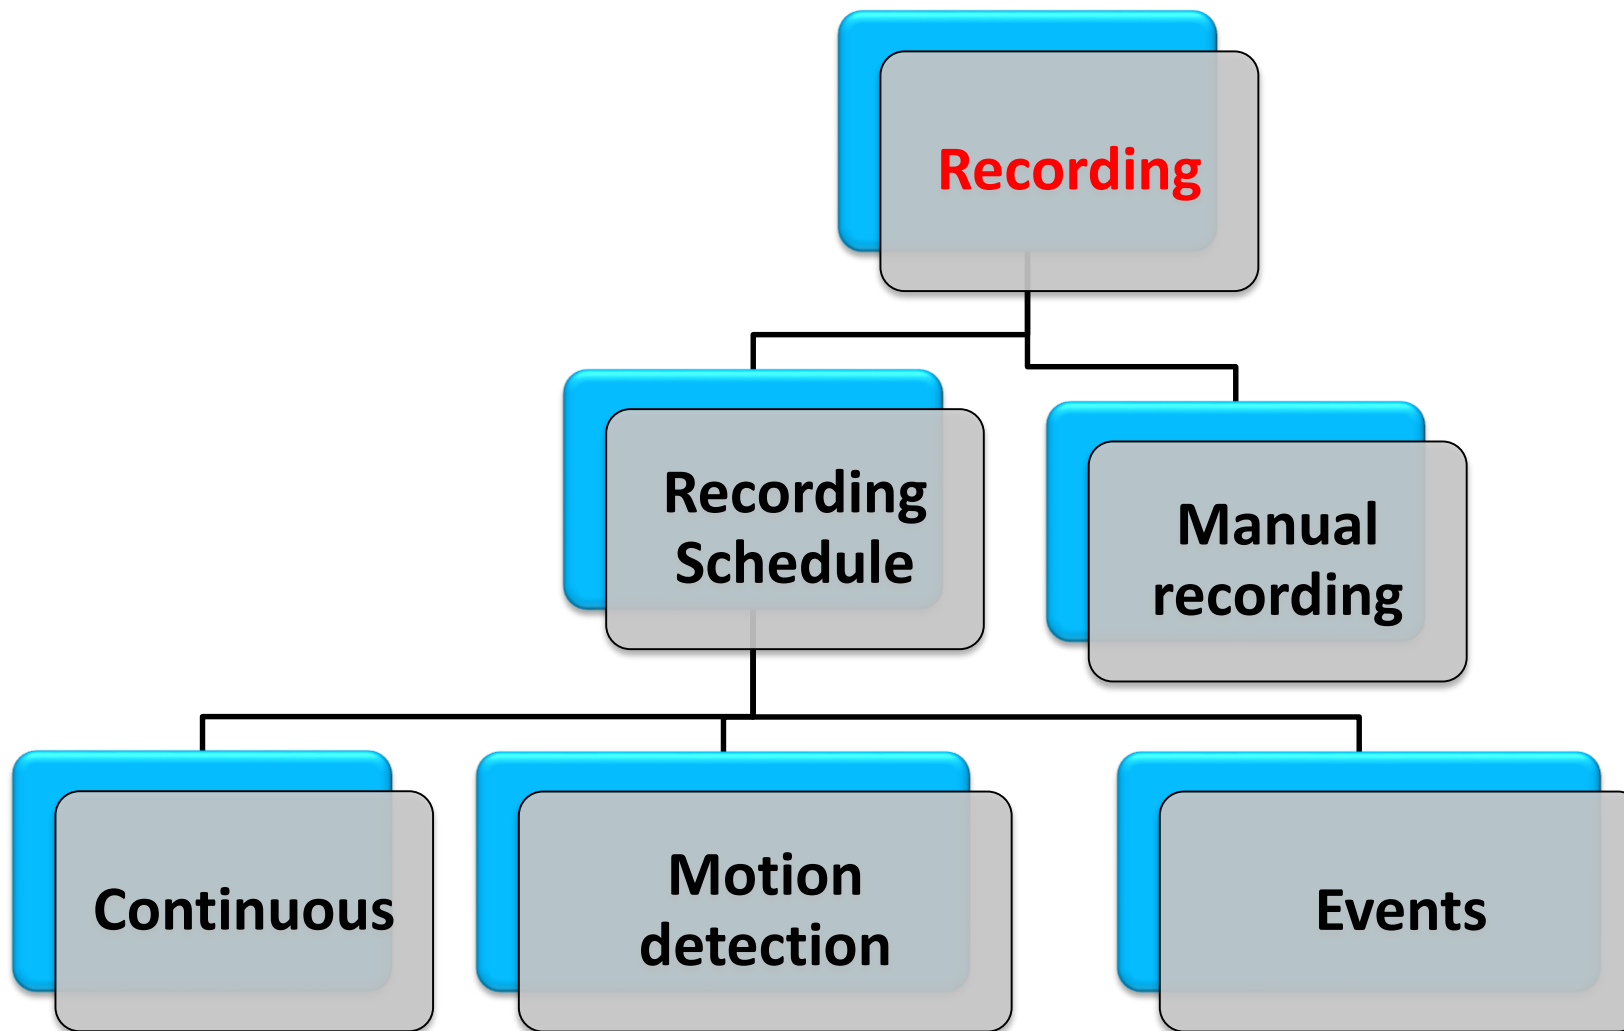 Recording
Recording
Schedule
Manual
recording
Continuous
Motion
detection
Events